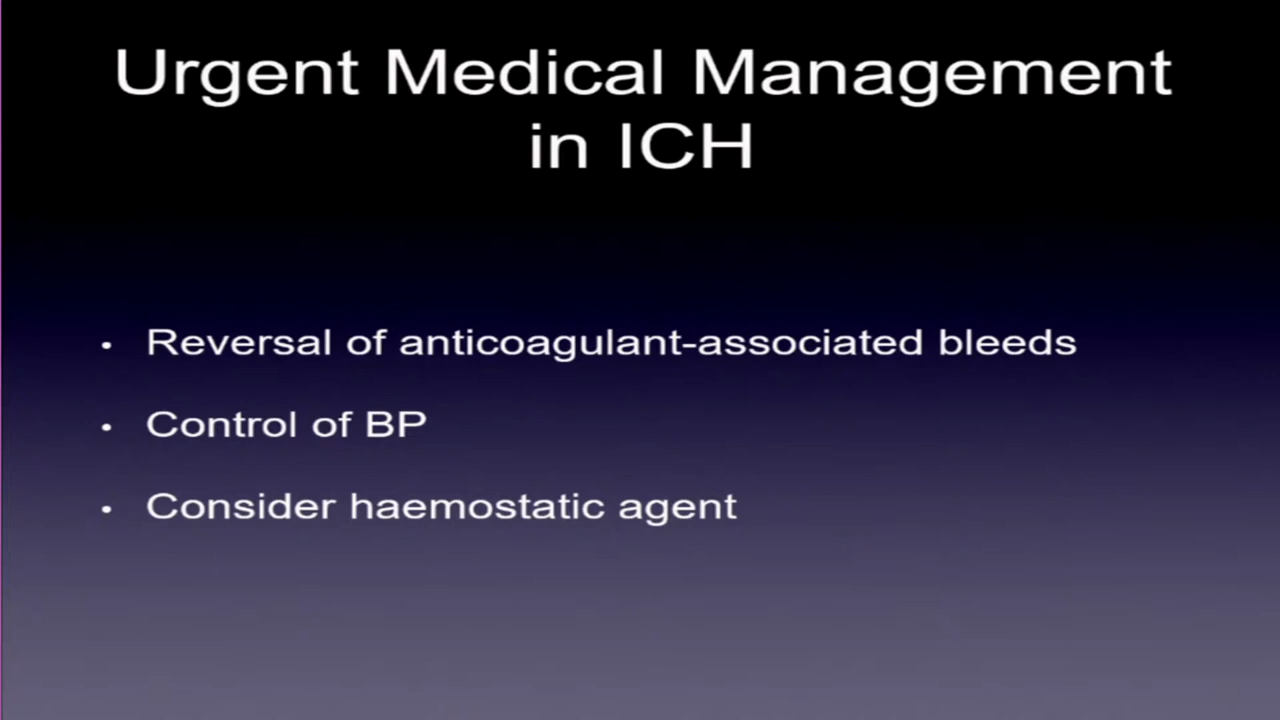 Urgent Medical Management
in ICH
• Reversal of anticoagulant-associated bleeds
• Control of BP
• Consider haemostatic agent